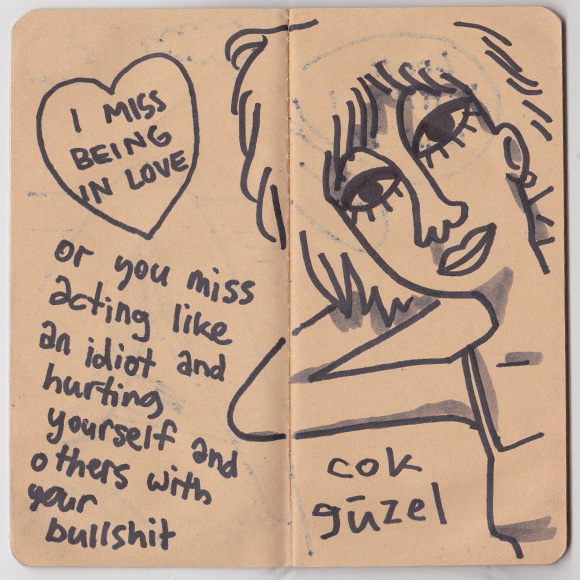 I MISS
BEING
IN LOVE
or you miss
acting like
an idiot and
hurting
yourself and
others with
your
bullshit
cok
gūzel